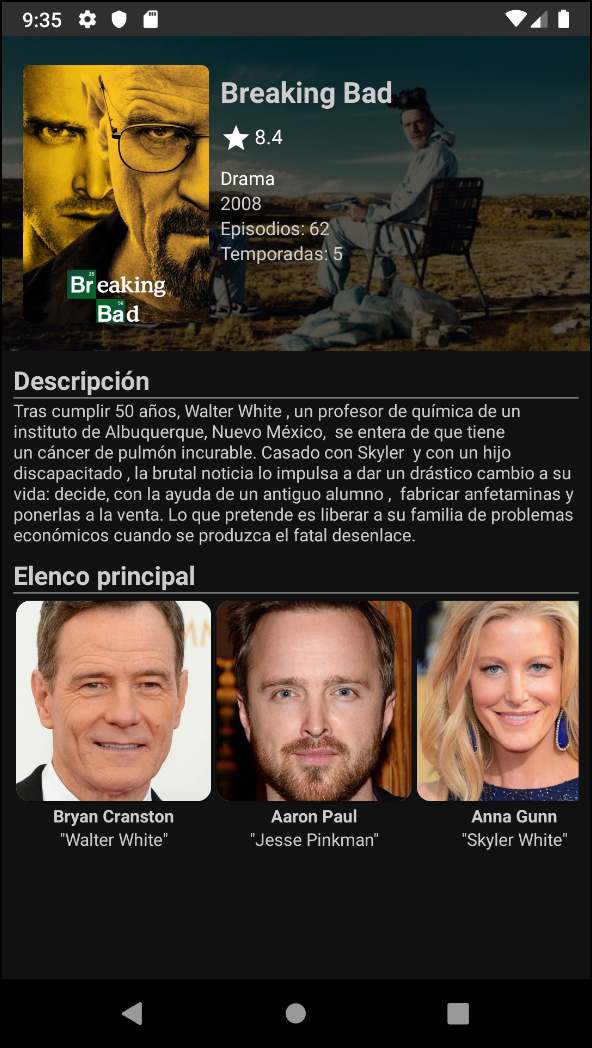 9:35
Breaking Bad
8.4
Drama
2008
Episodios: 62
Temporadas: 5
35
Breaking
56
Bad
Descripción
Tras cumplir 50 años, Walter White , un profesor de química de un
instituto de Albuquerque, Nuevo México,  se entera de que tiene
un cáncer de pulmón incurable. Casado con Skyler  y con un hijo
discapacitado , la brutal noticia lo impulsa a dar un drástico cambio a su
vida: decide, con la ayuda de un antiguo alumno ,  fabricar anfetaminas y
ponerlas a la venta. Lo que pretende es liberar a su familia de problemas
económicos cuando se produzca el fatal desenlace.
Elenco principal
Bryan Cranston
"Walter White"
Aaron Paul
"Jesse Pinkman"
Anna Gunn
"Skyler White"